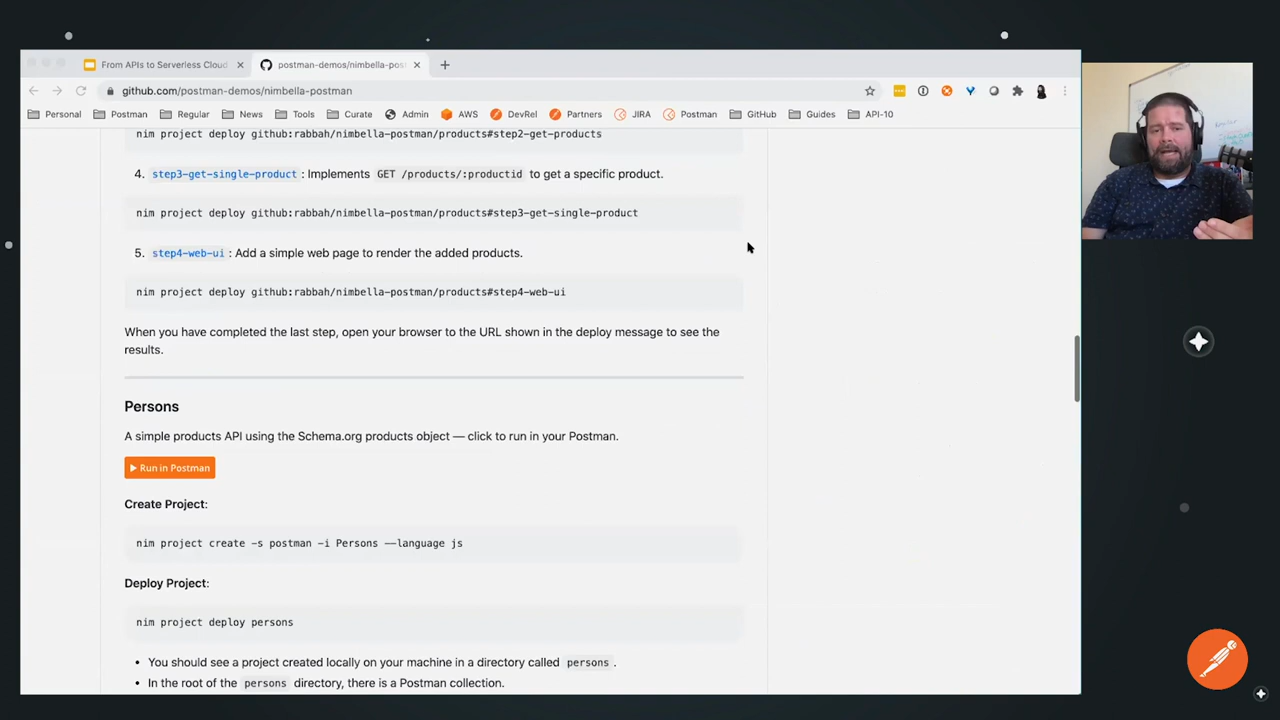 From APIs to Serverless Cloud
postman-demos/nimbella-pos
github.com/postman-demos/nimbella-postman
Personal Postman Regular News Tools Curate Admin AWS DevRel Partners JIRA Postman GitHub Guides API-10
nim project deploy github:rabbah/nimbella-postman/products#step2-get-products
4. step3-get-single-product : Implements GET /products/:productid to get a specific product.
nim project deploy github:rabbah/nimbella-postman/products#step3-get-single-product
5. step4-web-ui : Add a simple web page to render the added products.
nim project deploy github:rabbah/nimbella-postman/products#step4-web-ui
When you have completed the last step, open your browser to the URL shown in the deploy message to see the
results.
Persons
A simple products API using the Schema.org products object — click to run in your Postman.
Run in Postman
Create Project:
nim project create -s postman -i Persons --language js
Deploy Project:
nim project deploy persons
• You should see a project created locally on your machine in a directory called persons .
• In the root of the persons directory, there is a Postman collection.